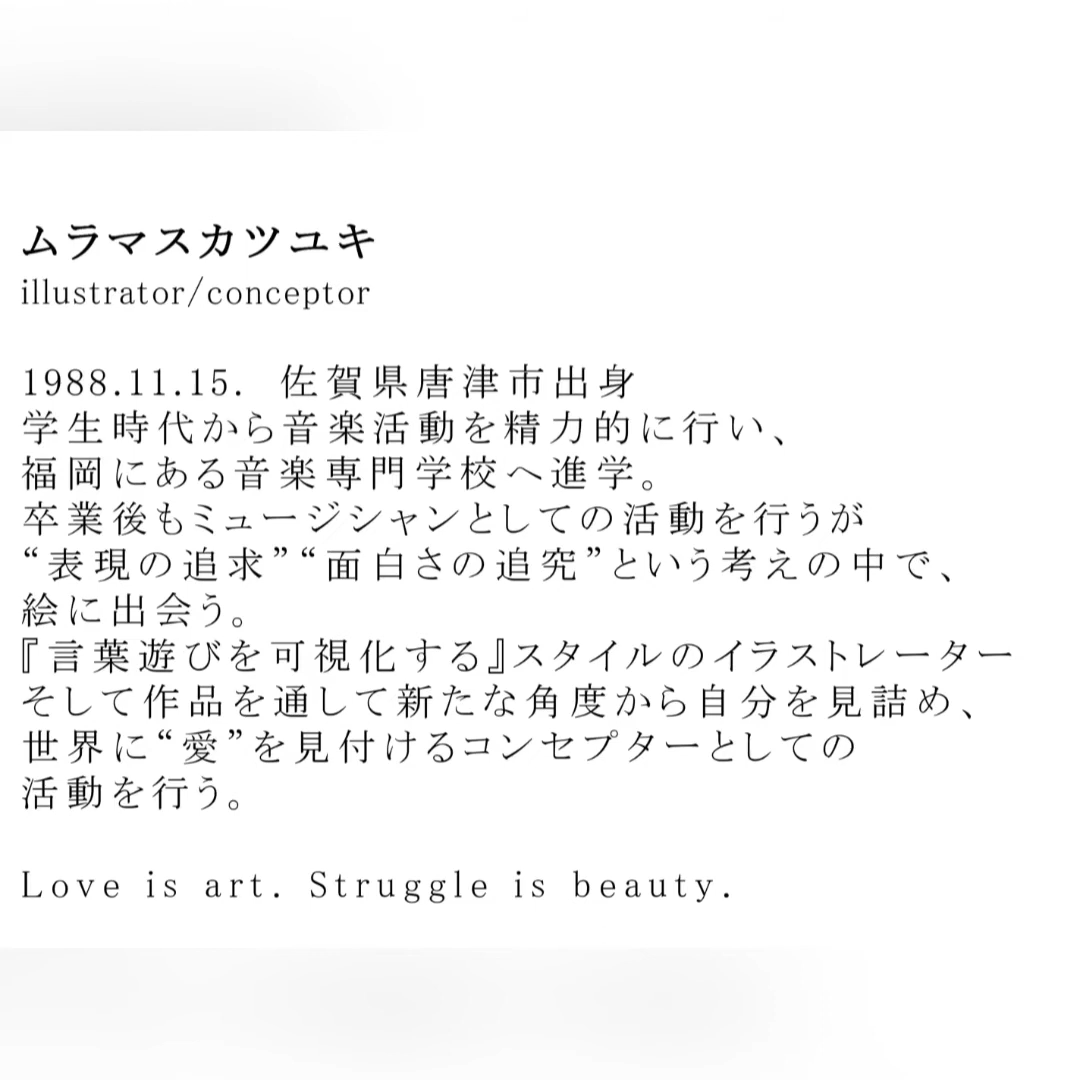 ムラマスカツユキ
illustrator/conceptor
1988.11.15. 佐賀県唐津市出身
学生時代から音楽活動を精力的に行い、
福岡にある音楽専門学校へ進学。
卒業後もミュージシャンとしての活動を行うが
“表現の追求”“面白さの追究”という考えの中で、
絵に出会う。
『言葉遊びを可視化する』スタイルのイラストレーター
そして作品を通して新たな角度から自分を見詰め、
世界に“愛”を見付けるコンセプターとしての
活動を行う。
Love is art. Struggle is beauty.